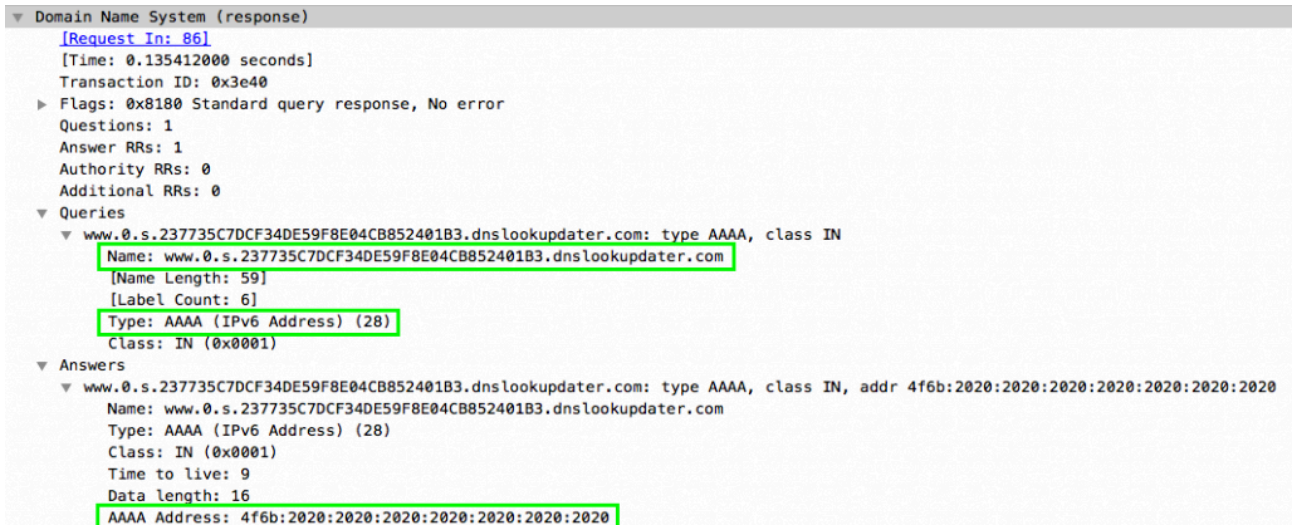 Domain Name System (response)
[Request In: 86]
[Time: 0.135412000 seconds]
Transaction ID: 0x3e40
Flags: 0x8180 Standard query response, No error
Questions: 1
Answer RRs: 1
Authority RRs: 0
Additional RRs: 0
Queries
www.0.s.237735C7DCF34DE59F8E04CB852401B3.dnslookupdater.com: type AAAA, class IN
Name: www.0.s.237735C7DCF34DE59F8E04CB852401B3.dnslookupdater.com
[Name Length: 59]
[Label Count: 6]
Type: AAAA (IPv6 Address) (28)
Class: IN (0x0001)
Answers
www.0.s.237735C7DCF34DE59F8E04CB852401B3.dnslookupdater.com: type AAAA, class IN, addr 4f6b:2020:2020:2020:2020:2020:2020:2020
Name: www.0.s.237735C7DCF34DE59F8E04CB852401B3.dnslookupdater.com
Type: AAAA (IPv6 Address) (28)
Class: IN (0x0001)
Time to live: 9
Data length: 16
AAAA Address: 4f6b:2020:2020:2020:2020:2020:2020:2020